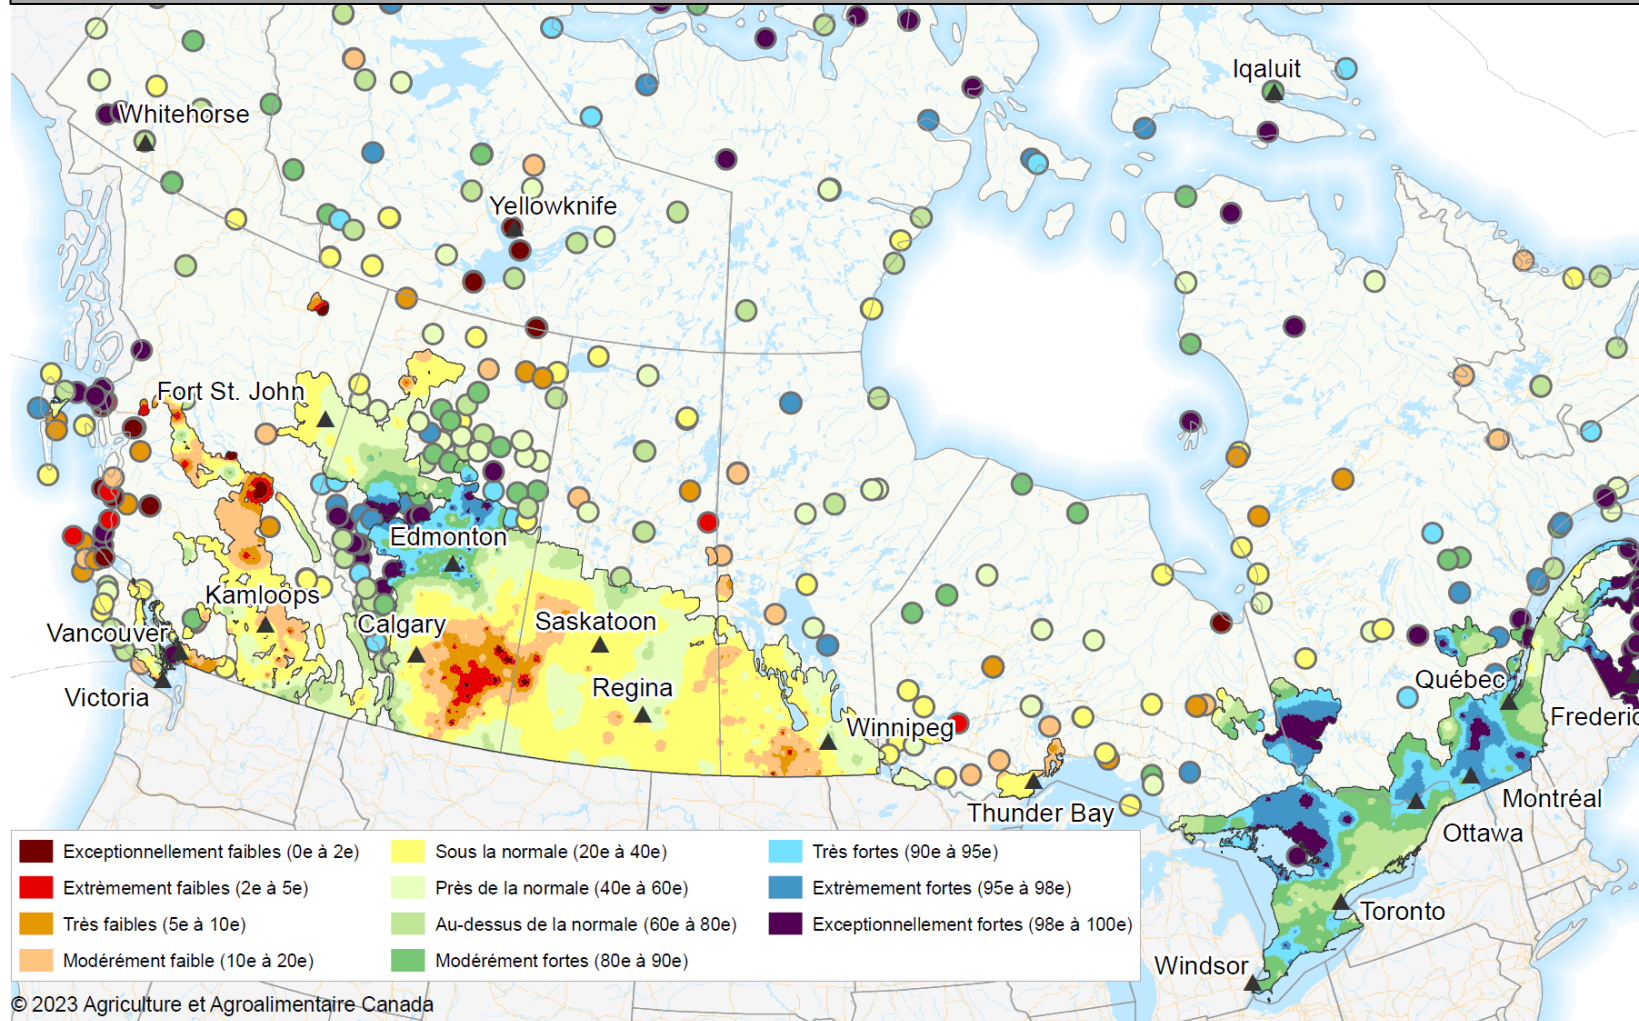 Iqaluit
Whitehorse
Yellowknife
Fort St. John
Edmonton
Kamloops
Vancouver
Calgary
Saskatoon
Victoria
Regina
Winnipeg
Québec
Frederic
Thunder Bay
Montréal
Ottawa
Toronto
Windsor
Exceptionnellement faibles (0e à 2e)
Extrèmement faibles (2e à 5e)
Très faibles (5e à 10e)
Modérément faible (10e à 20e)
Sous la normale (20e à 40e)
Près de la normale (40e à 60e)
Au-dessus de la normale (60e à 80e)
Modérément fortes (80e à 90e)
Très fortes (90e à 95e)
Extrèmement fortes (95e à 98e)
Exceptionnellement fortes (98e à 100e)
© 2023 Agriculture et Agroalimentaire Canada